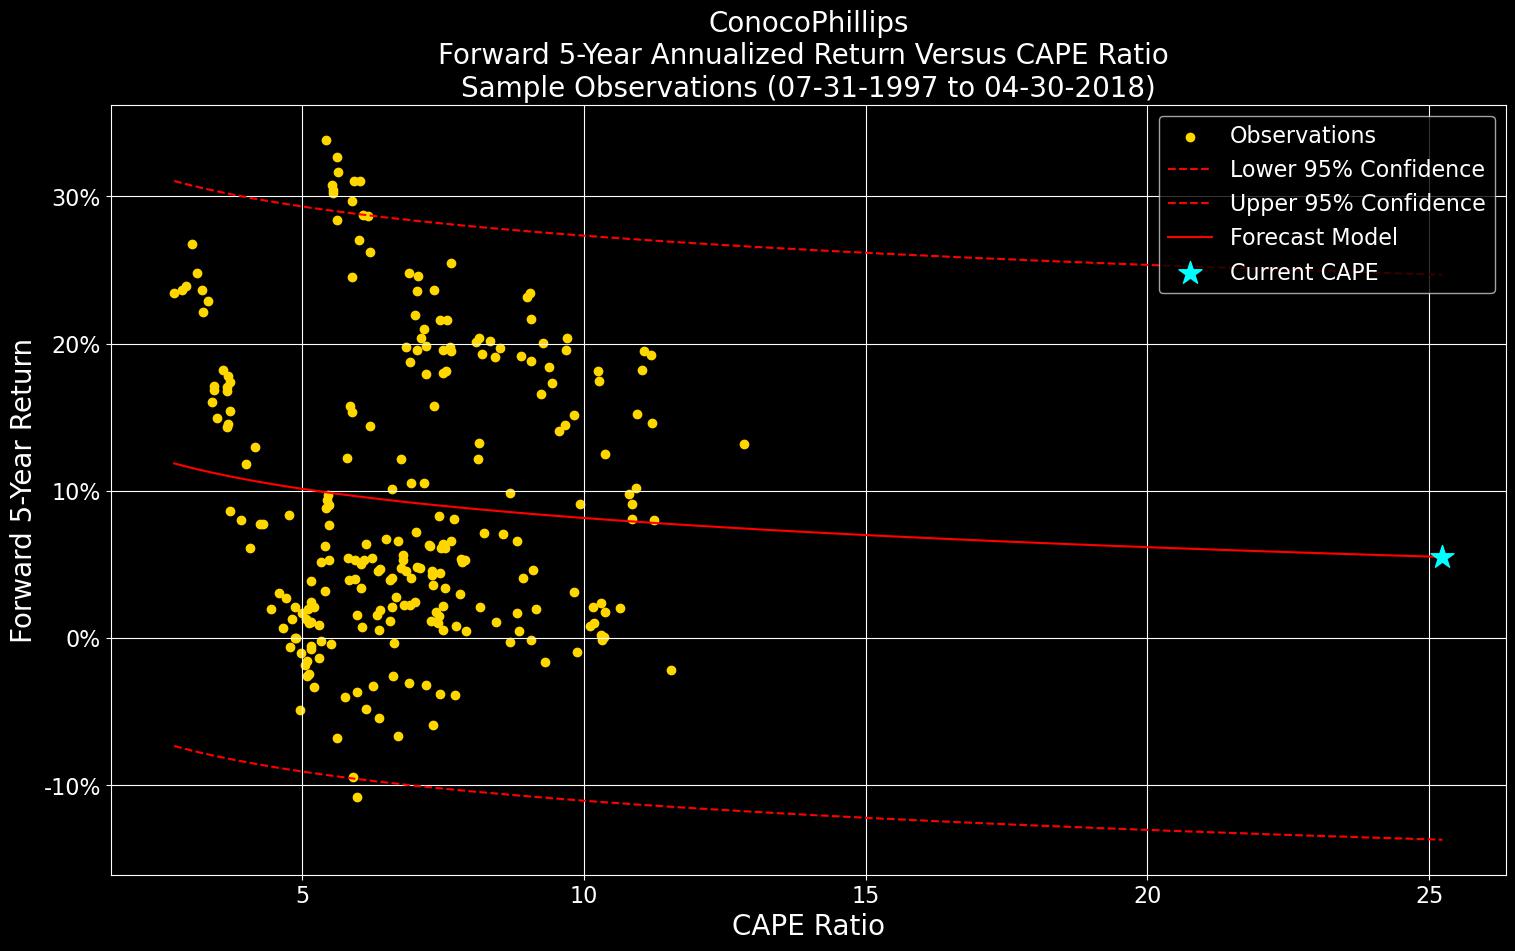 ConocoPhillips
Forward 5-Year Annualized Return Versus CAPE Ratio
Sample Observations (07-31-1997 to 04-30-2018)
Observations
Lower 95% Confidence
Upper 95% Confidence
Forecast Model
Current CAPE
Forward 5-Year Return
30%
20%
10%
0%
-10%
5
10
15
20
25
CAPE Ratio